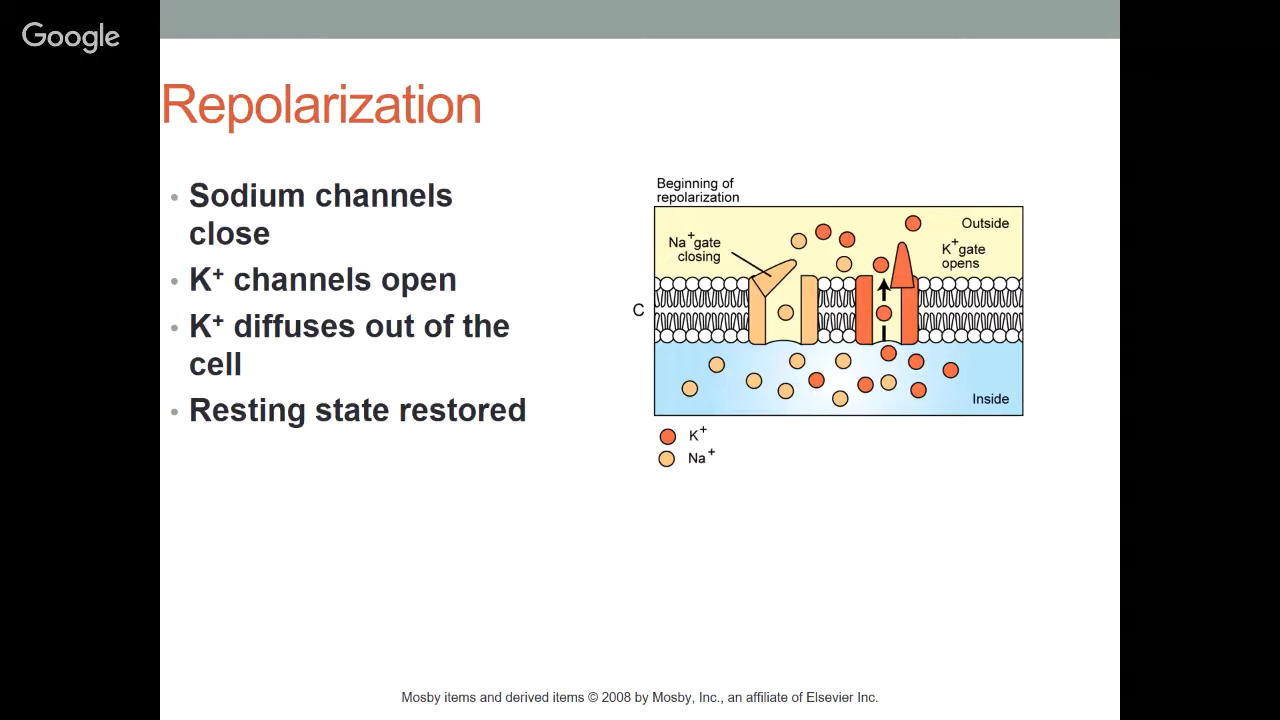 Google
Repolarization
• Sodium channels
close
• K⁺ channels open
• K⁺ diffuses out of the
cell
• Resting state restored
Beginning of
repolarization
Outside
Na⁺gate
closing
K⁺gate
opens
C
Inside
K⁺
Na⁺
Mosby items and derived items © 2008 by Mosby, Inc., an affiliate of Elsevier Inc.